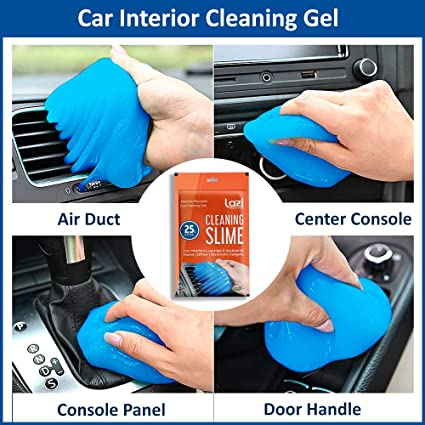 Car Interior Cleaning Gel
Air Duct
Center Console
Lazi
CLEANING
SLIME
25
Console Panel
Door Handle
P
R
N
D
S